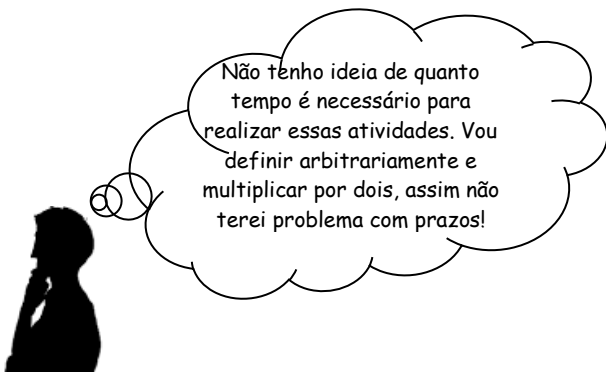 Não tenho ideia de quanto
tempo é necessário para
realizar essas atividades. Vou
definir arbitrariamente e
multiplicar por dois, assim não
terei problema com prazos!